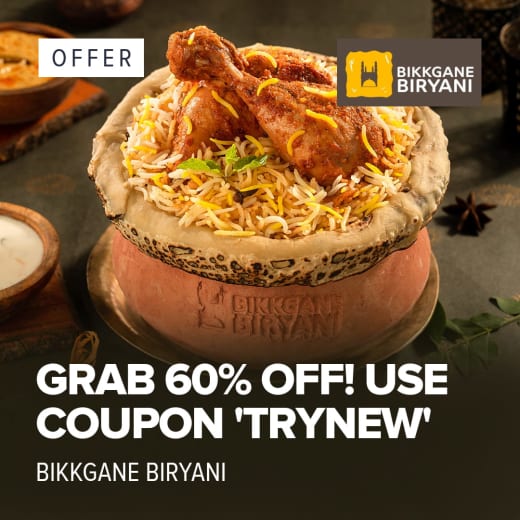 OFFER
BIKKGANE
BIRYANI
BIKKGANE
BIRYANI
GRAB 60% OFF! USE
COUPON 'TRYNEW'
BIKKGANE BIRYANI